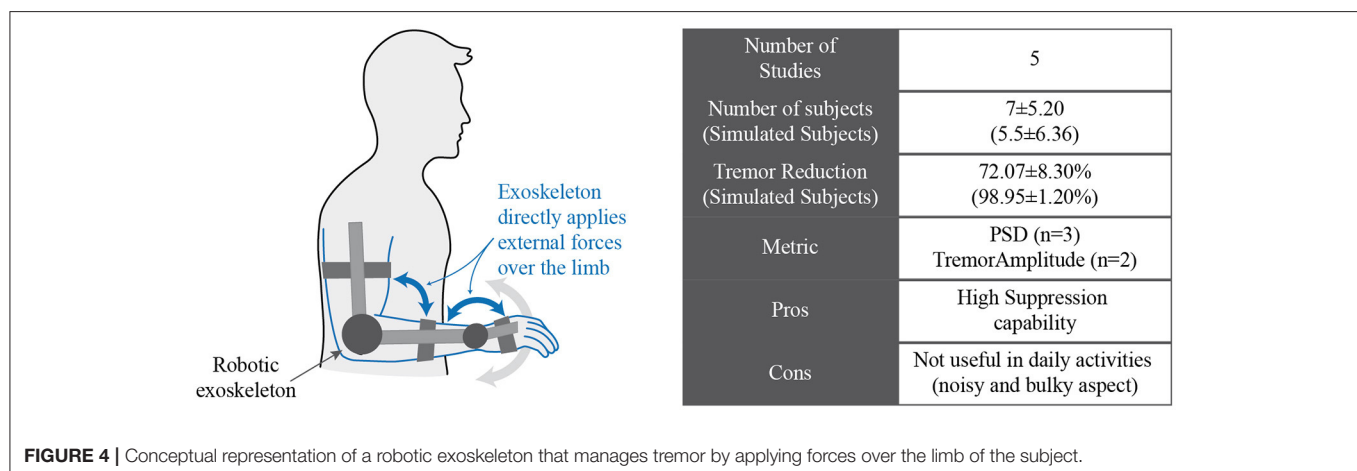 Exoskeleton
directly applies
external forces
over the limb
Robotic
exoskeleton
Number of
Studies
5
Number of subjects
(Simulated Subjects)
7±5.20
(5.5±6.36)
Tremor Reduction
(Simulated Subjects)
72.07±8.30%
(98.95±1.20%)
Metric
PSD (n=3)
TremorAmplitude (n=2)
Pros
High Suppression
capability
Cons
Not useful in daily activities
(noisy and bulky aspect)
FIGURE 4 | Conceptual representation of a robotic exoskeleton that manages tremor by applying forces over the limb of the subject.